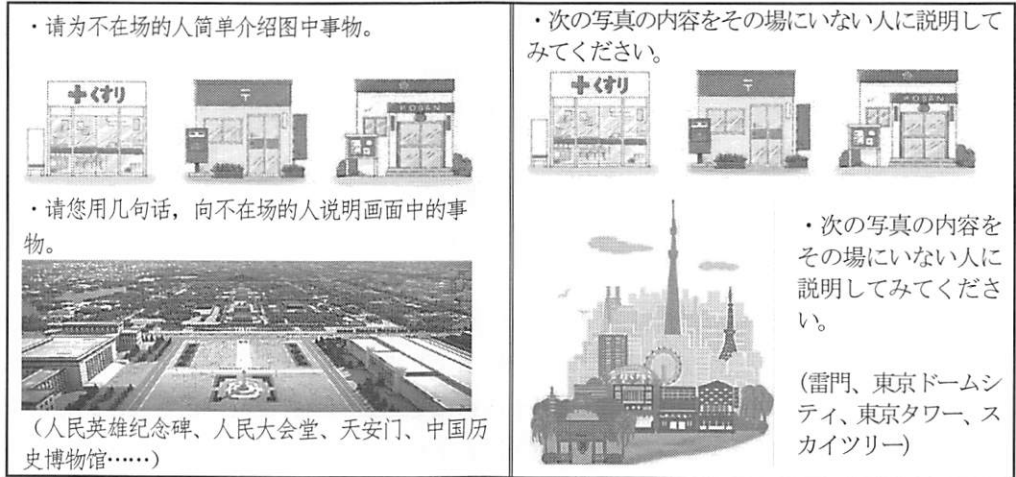 ・请为不在场的人简单介绍图中事物。
くすり
〒
KOSEN
・请您用几句话，向不在场的人说明画面中的事
物。
（人民英雄纪念碑、人民大会堂、天安门、中国历
史博物馆……）
・次の写真の内容をその場にいない人に説明して
みてください。
くすり
〒
KOSEN
・次の写真の内容を
その場にいない人に
説明してみてくださ
い。
（雷門、東京ドームシ
ティ、東京タワー、ス
カイツリー）